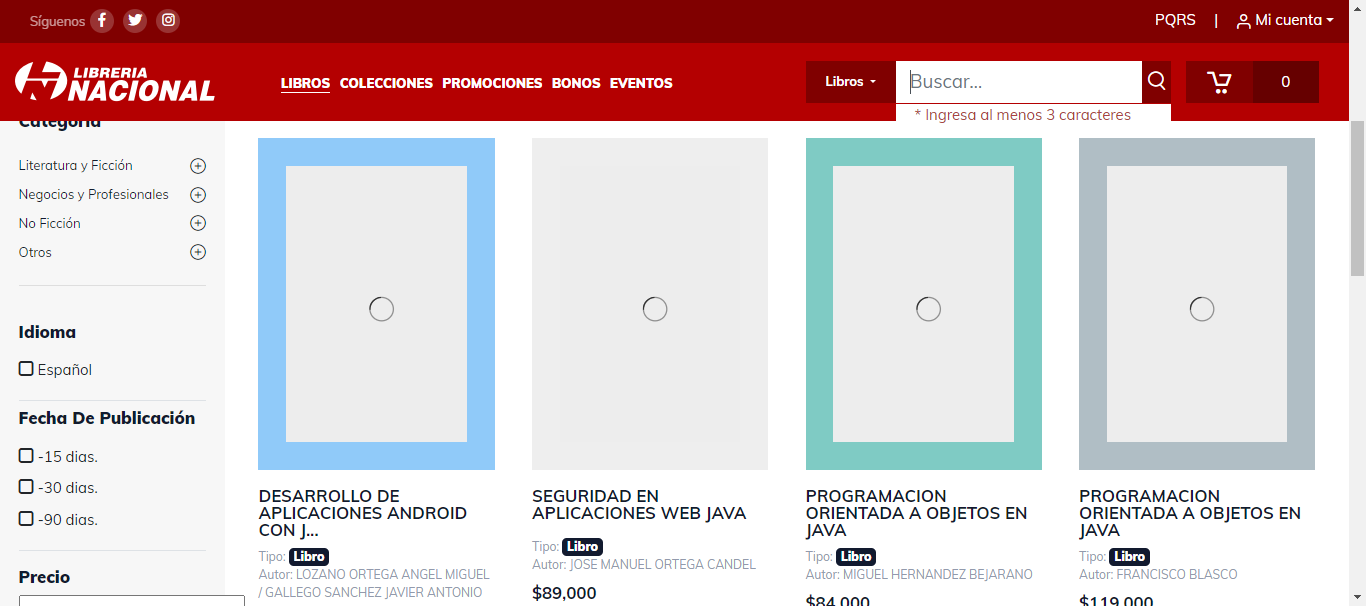 Síguenos
PQRS | Mi cuenta
LIBRERIA
NACIONAL
LIBROS COLECCIONES PROMOCIONES BONOS EVENTOS
Libros
Buscar...
0
* Ingresa al menos 3 caracteres
Categoría
Literatura y Ficción
Negocios y Profesionales
No Ficción
Otros
Idioma
Español
Fecha De Publicación
-15 dias.
-30 dias.
-90 dias.
Precio
DESARROLLO DE
APLICACIONES ANDROID
CON J...
Tipo: Libro
Autor: LOZANO ORTEGA ANGEL MIGUEL
/ GALLEGO SANCHEZ JAVIER ANTONIO
SEGURIDAD EN
APLICACIONES WEB JAVA
Tipo: Libro
Autor: JOSE MANUEL ORTEGA CANDEL
$89,000
PROGRAMACION
ORIENTADA A OBJETOS EN
JAVA
Tipo: Libro
Autor: MIGUEL HERNANDEZ BEJARANO
$84,000
PROGRAMACION
ORIENTADA A OBJETOS EN
JAVA
Tipo: Libro
Autor: FRANCISCO BLASCO
$119,000